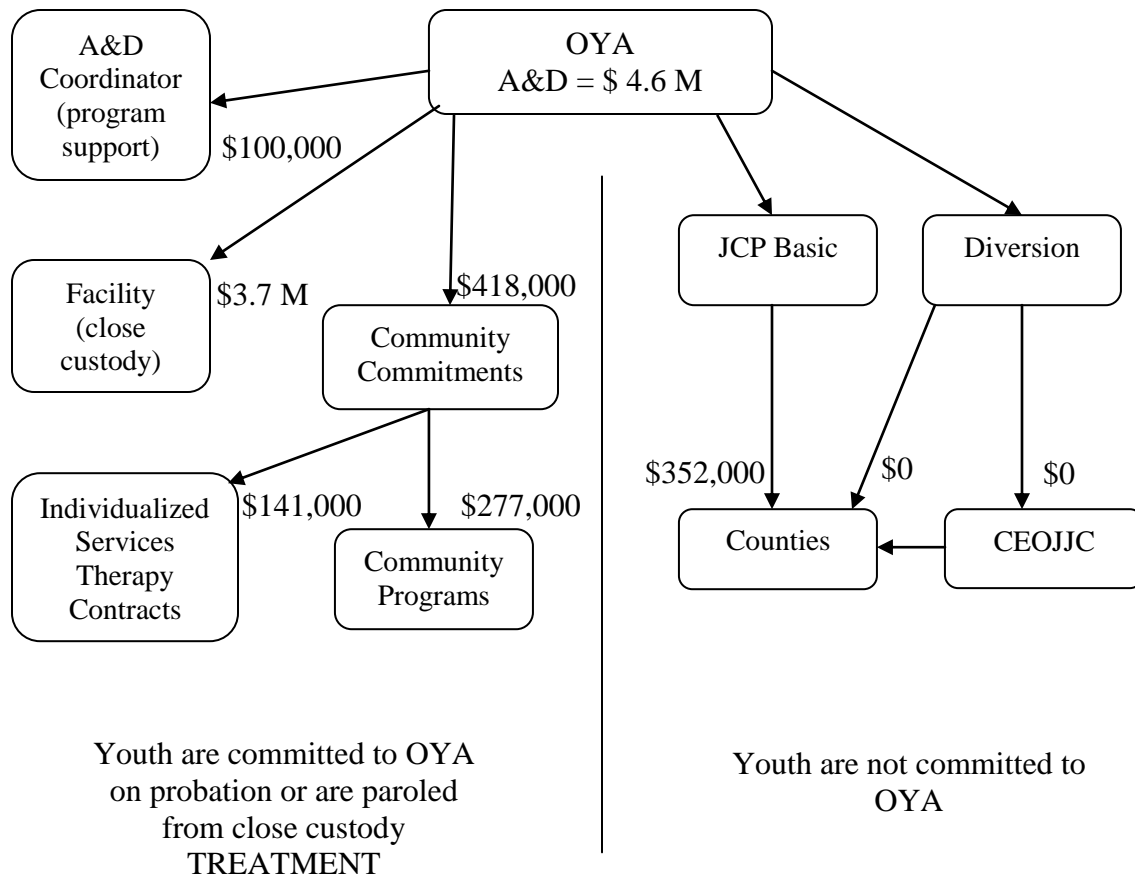 A&D
Coordinator
(program
support)
OYA
A&D = $ 4.6 M
$100,000
JCP Basic
Diversion
Facility
(close
custody)
$3.7 M
$418,000
Community
Commitments
$352,000
$0
$0
Individualized
Services
Therapy
Contracts
$141,000
$277,000
Community
Programs
Counties
CEOJJC
Youth are committed to OYA
on probation or are paroled
from close custody
TREATMENT
Youth are not committed to
OYA